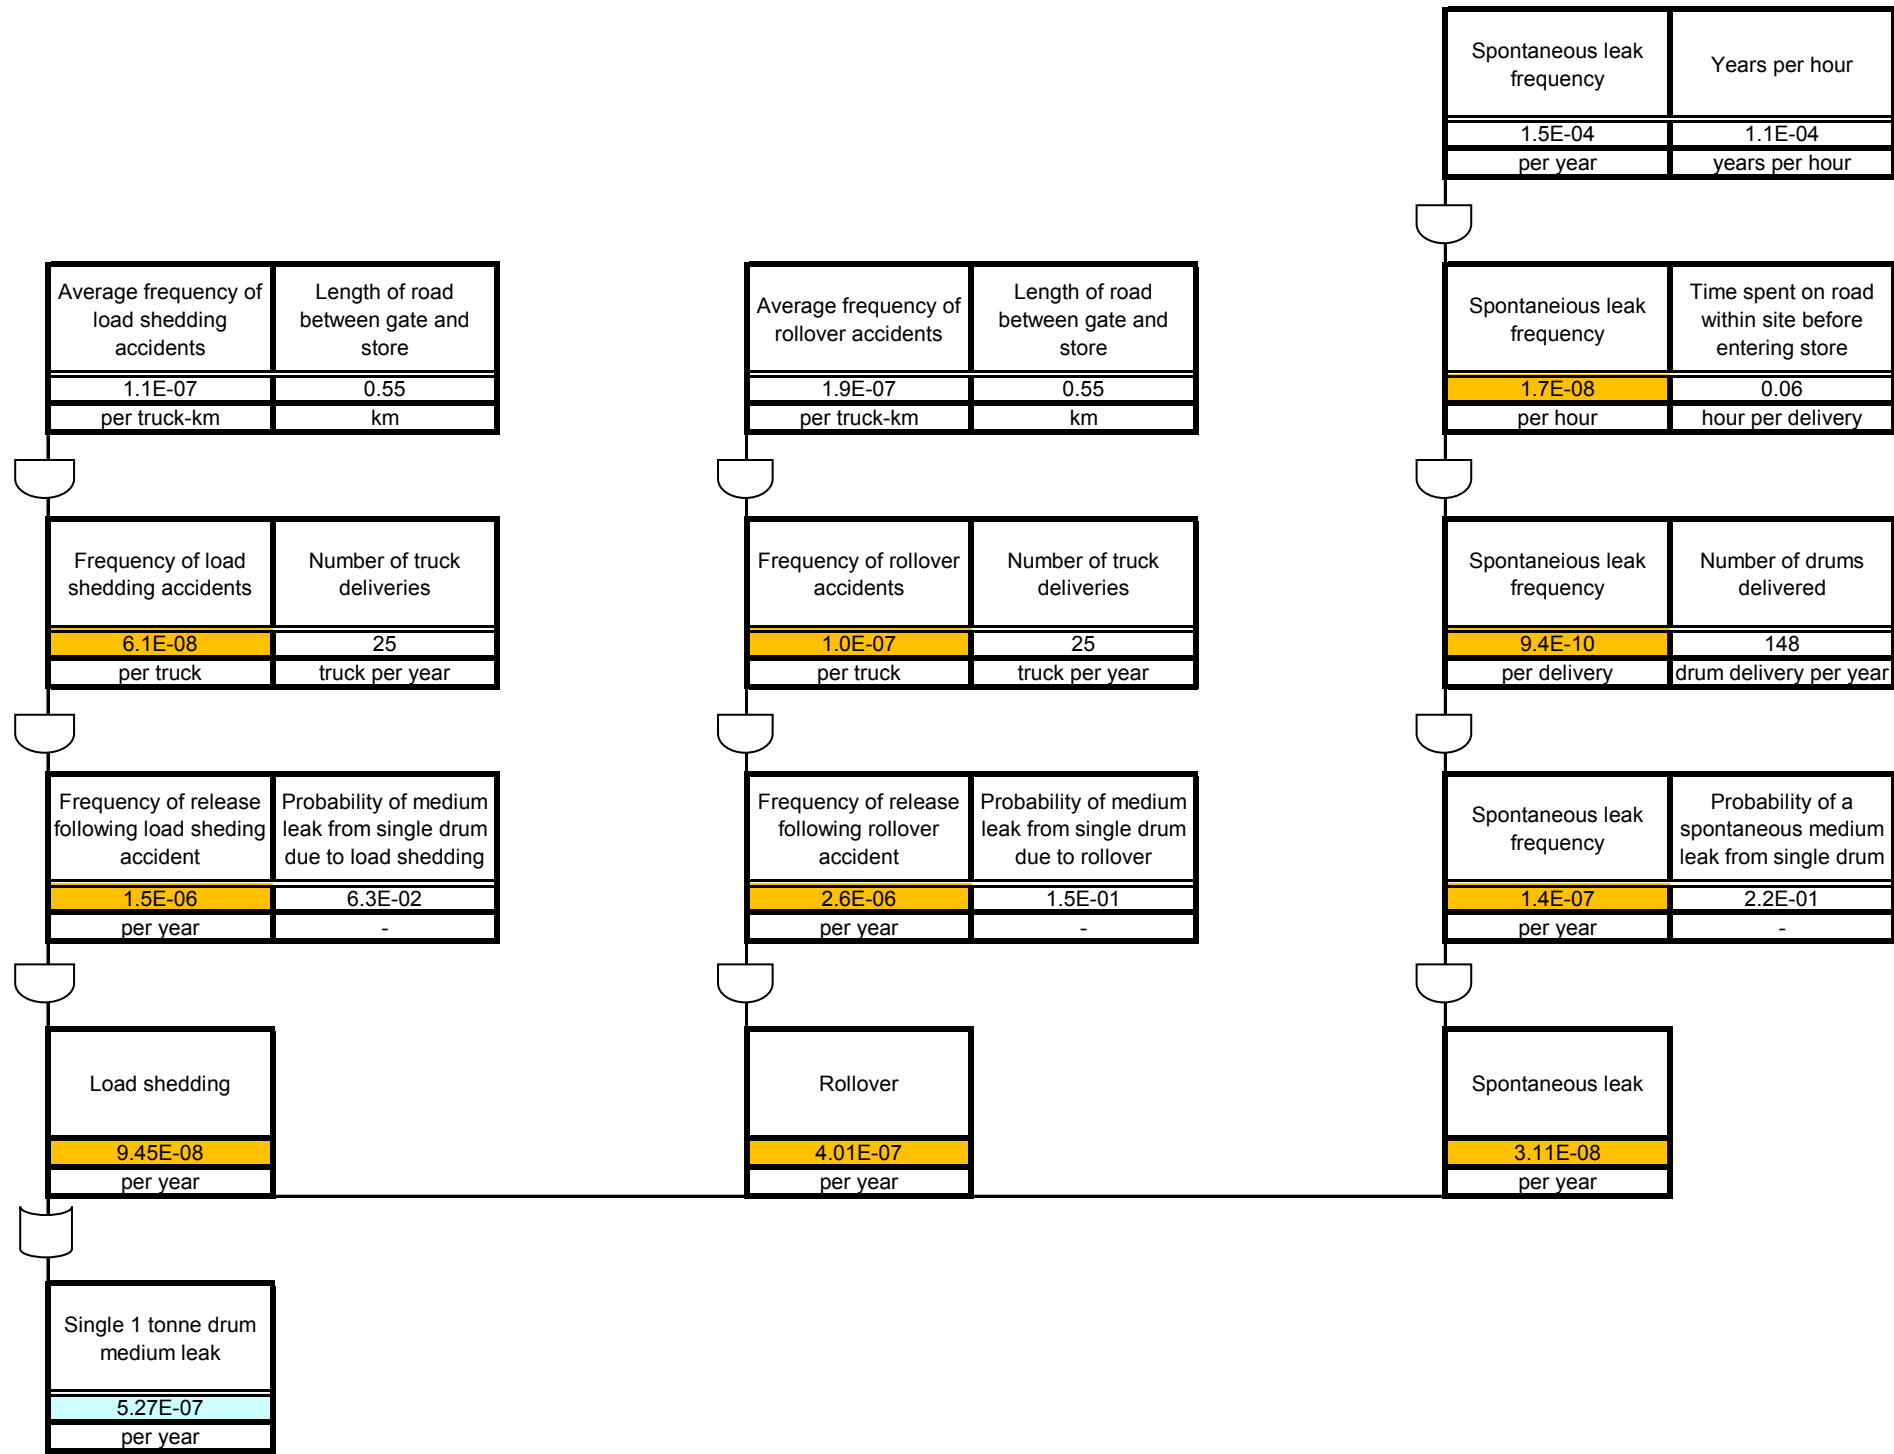 Spontaneous leak
frequency
Years per hour
1.5E-04
1.1E-04
per year
years per hour
Average frequency of
load shedding
accidents
Length of road
between gate and
store
1.1E-07
0.55
per truck-km
km
Average frequency of
rollover accidents
Length of road
between gate and
store
1.9E-07
0.55
per truck-km
km
Spontaneious leak
frequency
Time spent on road
within site before
entering store
1.7E-08
0.06
per hour
hour per delivery
Frequency of load
shedding accidents
Number of truck
deliveries
6.1E-08
25
per truck
truck per year
Frequency of rollover
accidents
Number of truck
deliveries
1.0E-07
25
per truck
truck per year
Spontaneious leak
frequency
Number of drums
delivered
9.4E-10
148
per delivery
drum delivery per year
Frequency of release
following load sheding
accident
Probability of medium
leak from single drum
due to load shedding
1.5E-06
6.3E-02
per year
-
Frequency of release
following rollover
accident
Probability of medium
leak from single drum
due to rollover
2.6E-06
1.5E-01
per year
-
Spontaneous leak
frequency
Probability of a
spontaneous medium
leak from single drum
1.4E-07
2.2E-01
per year
-
Load shedding
9.45E-08
per year
Rollover
4.01E-07
per year
Spontaneous leak
3.11E-08
per year
Single 1 tonne drum
medium leak
5.27E-07
per year